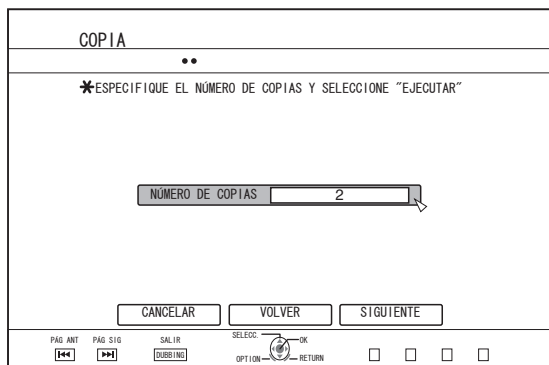 COPIA
●●
*ESPECIFIQUE EL NÚMERO DE COPIAS Y SELECCIONE "EJECUTAR"
NÚMERO DE COPIAS 2
CANCELAR VOLVER SIGUIENTE
PÁG ANT PÁG SIG SALIR SELECC. OK
DUBBING OPTION RETURN